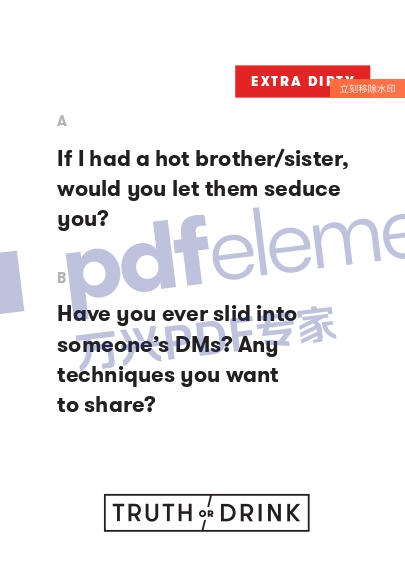 EXTRA DIRTY
立刻移除水印
A
If I had a hot brother/sister,
would you let them seduce
you?
pdfeleme
B
Have you ever slid into
someone's DMs? Any
techniques you want
to share?
万兴PDF专家
TRUTH OR DRINK